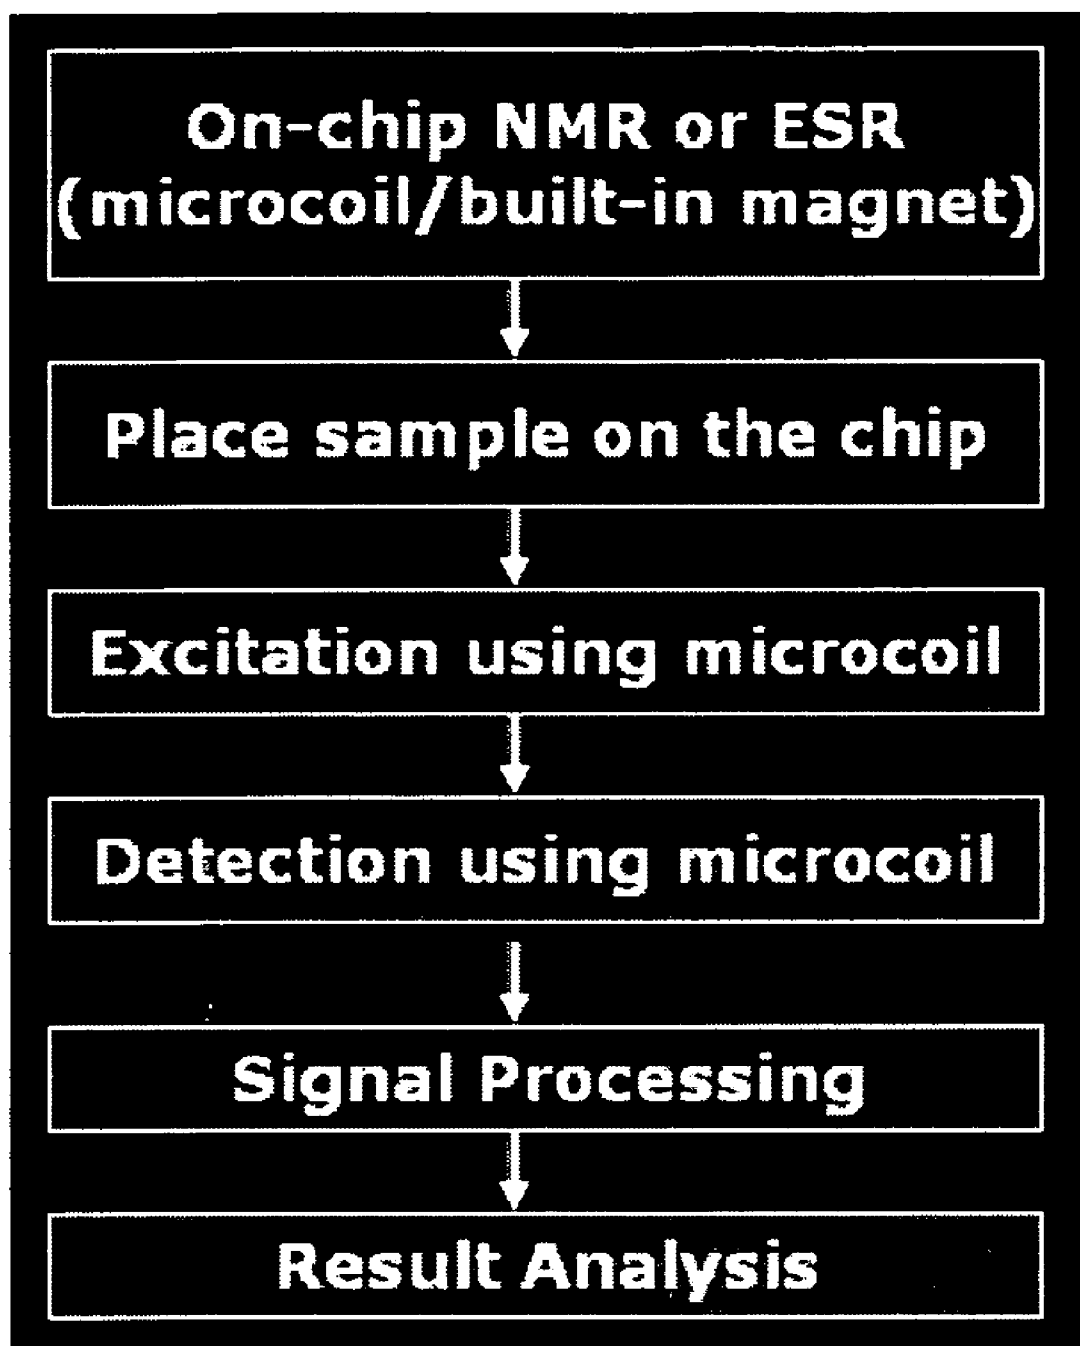 On-chip NMR or ESR
(microcoil/built-in magnet)
Place sample on the chip
Excitation using microcoil
Detection using microcoil
Signal Processing
Result Analysis